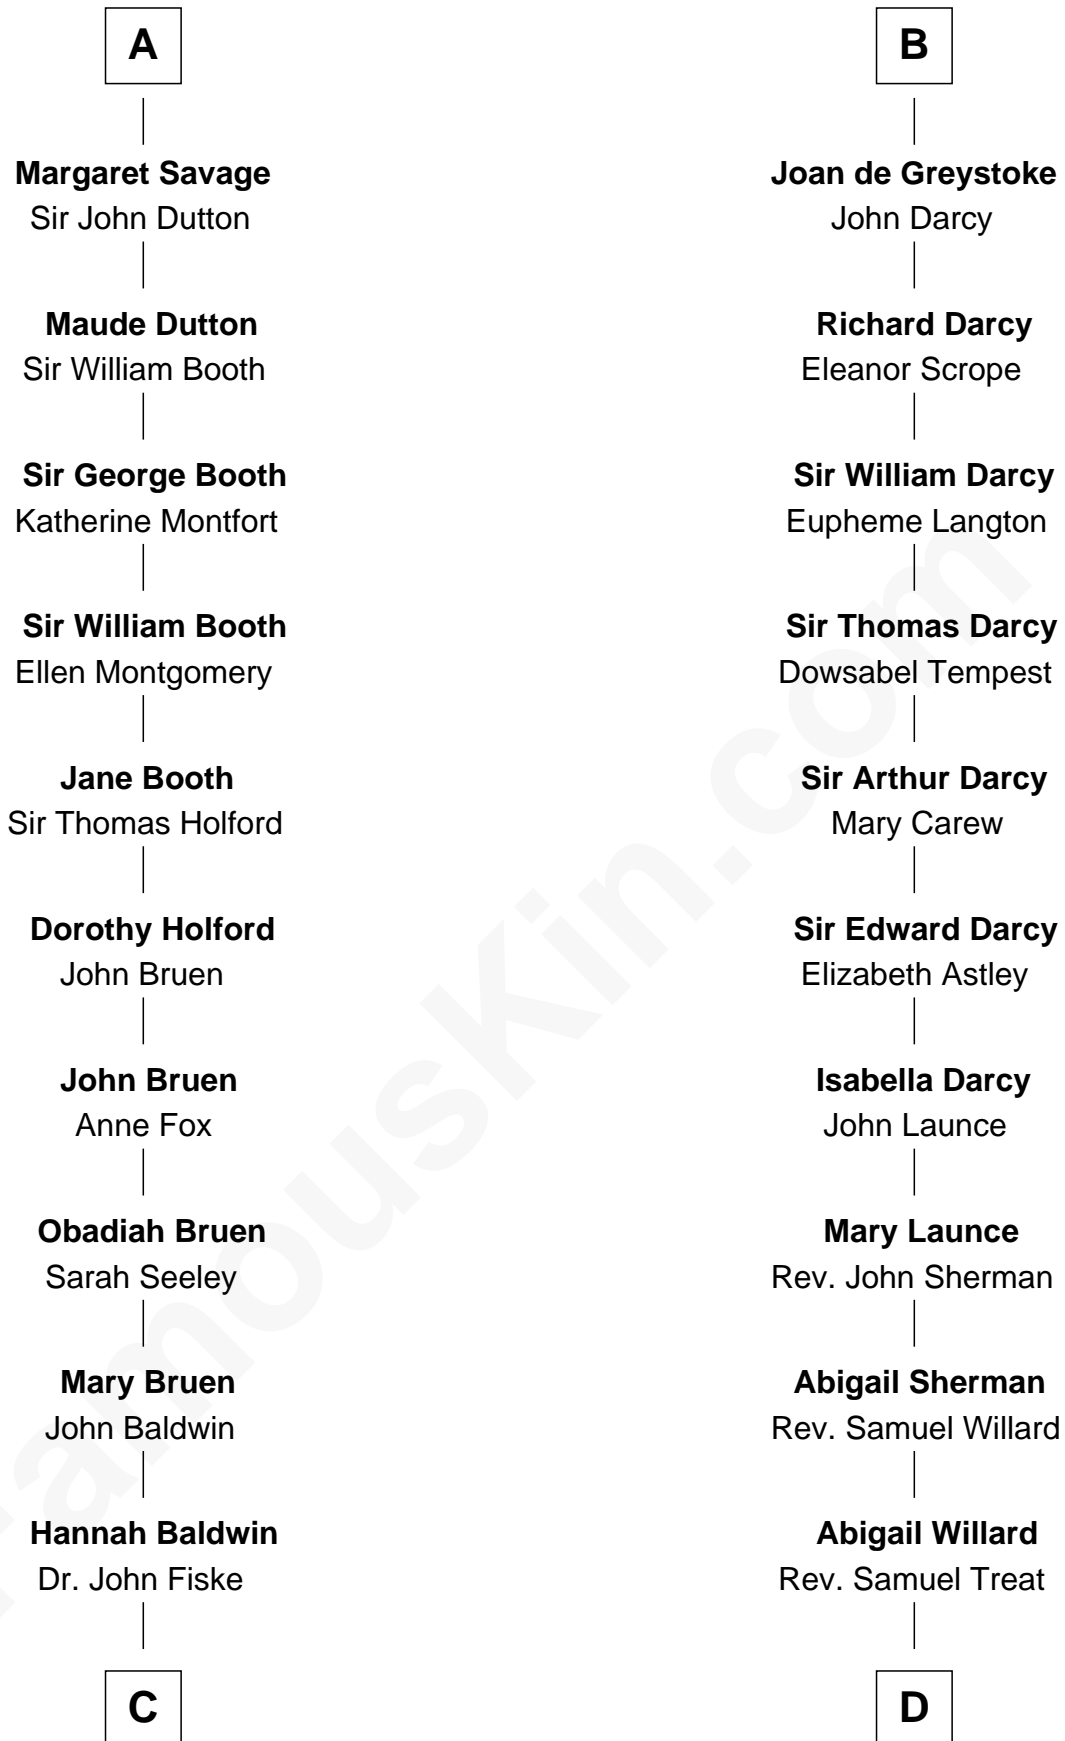 A
Margaret Savage
Sir John Dutton
Maude Dutton
Sir William Booth
Sir George Booth
Katherine Montfort
Sir William Booth
Ellen Montgomery
Jane Booth
Sir Thomas Holford
Dorothy Holford
John Bruen
John Bruen
Anne Fox
Obadiah Bruen
Sarah Seeley
Mary Bruen
John Baldwin
Hannah Baldwin
Dr. John Fiske
C
B
Joan de Greystoke
John Darcy
Richard Darcy
Eleanor Scrope
Sir William Darcy
Eupheme Langton
Sir Thomas Darcy
Dowsabel Tempest
Sir Arthur Darcy
Mary Carew
Sir Edward Darcy
Elizabeth Astley
Isabella Darcy
John Launce
Mary Launce
Rev. John Sherman
Abigail Sherman
Rev. Samuel Willard
Abigail Willard
Rev. Samuel Treat
D
FamousKin.com